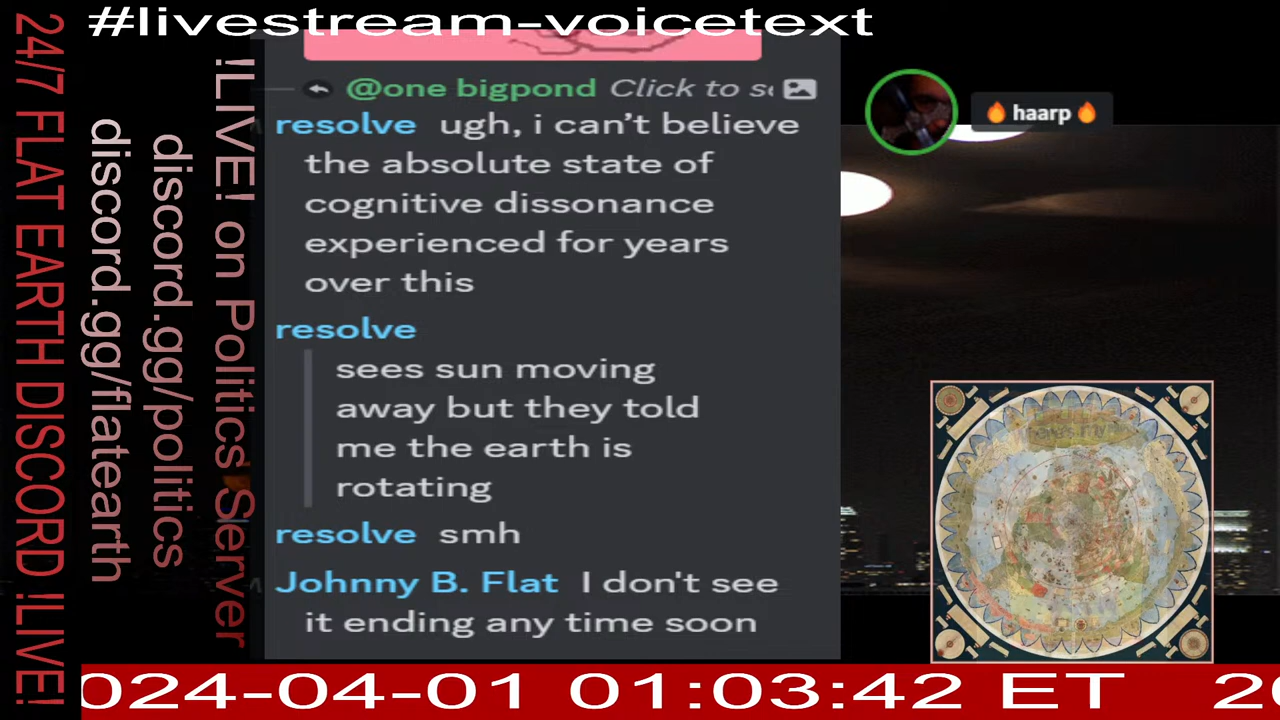 #livestream-voicetext
@one bigpond Click to se
resolve ugh, i can't believe
the absolute state of
cognitive dissonance
experienced for years
over this
resolve
sees sun moving
away but they told
me the earth is
rotating
resolve smh
Johnny B. Flat I don't see
it ending any time soon
🔥 haarp 🔥
24/7 FLAT EARTH DISCORD !LIVE!
discord.gg/flatearth
discord.gg/politics
!LIVE! on Politics Server
024-04-01 01:03:42 ET 20